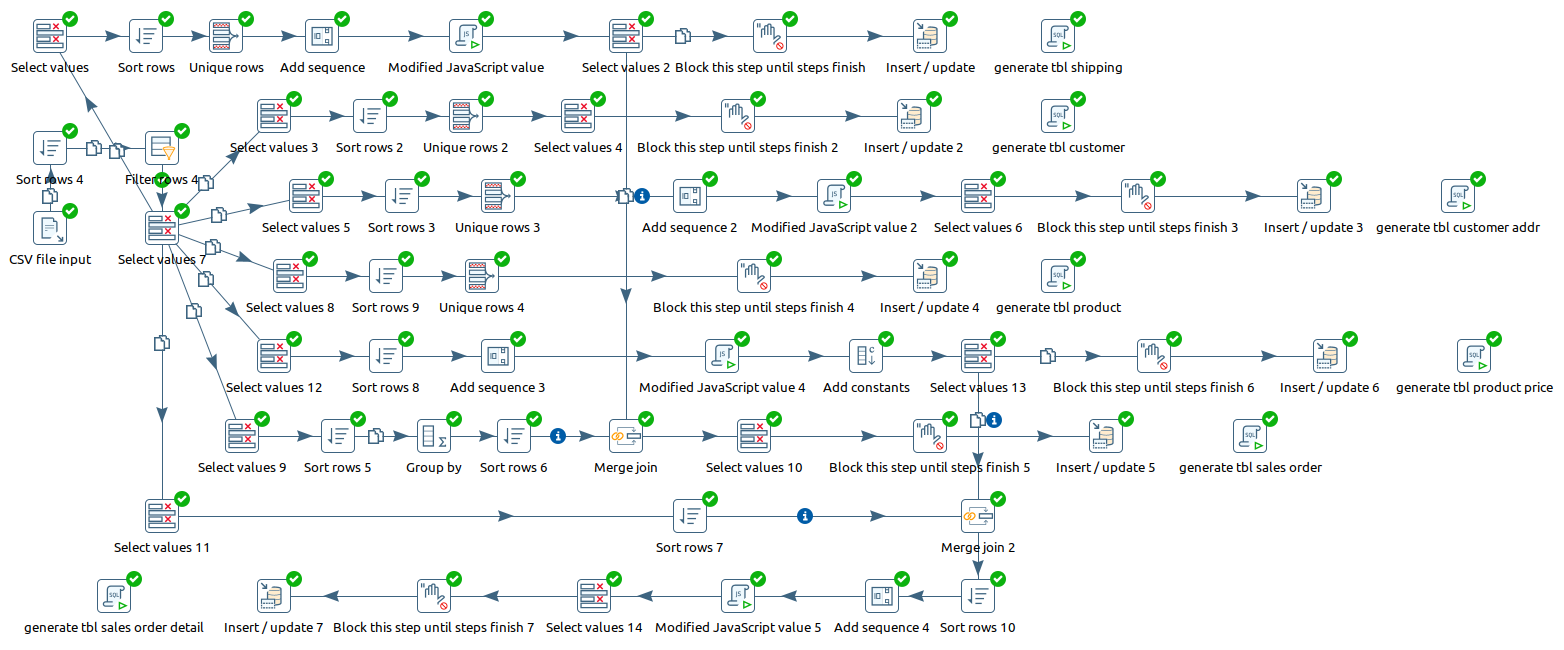 Select values Sort rows Unique rows Add sequence Modified JavaScript value Select values 2 Block this step until steps finish Insert / update generate tbl shipping
Select values 3 Sort rows 2 Unique rows 2 Select values 4 Block this step until steps finish 2 Insert / update 2 generate tbl customer
Sort rows 4 Filter rows 4
Select values 5 Sort rows 3 Unique rows 3 Add sequence 2 Modified JavaScript value 2 Select values 6 Block this step until steps finish 3 Insert / update 3 generate tbl customer addr
CSV file input Select values 7
Select values 8 Sort rows 9 Unique rows 4 Block this step until steps finish 4 Insert / update 4 generate tbl product
Select values 12 Sort rows 8 Add sequence 3 Modified JavaScript value 4 Add constants Select values 13 Block this step until steps finish 6 Insert / update 6 generate tbl product price
Select values 9 Sort rows 5 Group by Sort rows 6 Merge join Select values 10 Block this step until steps finish 5 Insert / update 5 generate tbl sales order
Select values 11 Sort rows 7 Merge join 2
generate tbl sales order detail Insert / update 7 Block this step until steps finish 7 Select values 14 Modified JavaScript value 5 Add sequence 4 Sort rows 10